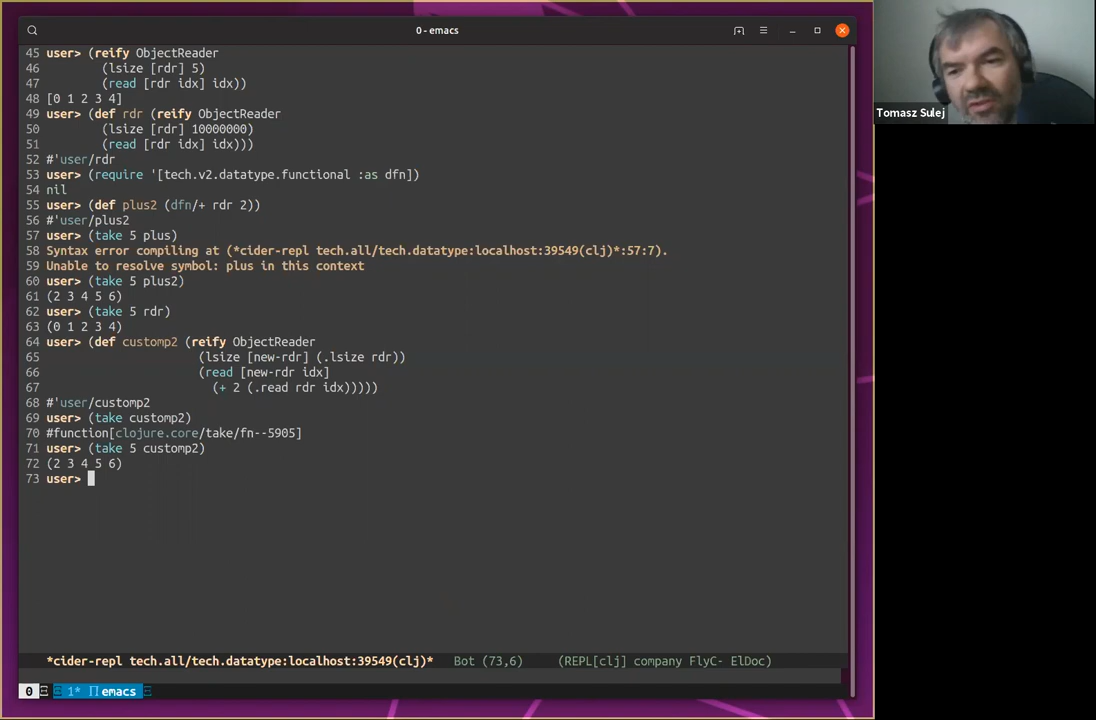 0 - emacs
Tomasz Sulej
45 user> (reify ObjectReader
46 (lsize [rdr] 5)
47 (read [rdr idx] idx))
48 [0 1 2 3 4]
49 user> (def rdr (reify ObjectReader
50 (lsize [rdr] 10000000)
51 (read [rdr idx] idx)))
52 #'user/rdr
53 user> (require '[tech.v2.datatype.functional :as dfn])
54 nil
55 user> (def plus2 (dfn/+ rdr 2))
56 #'user/plus2
57 user> (take 5 plus)
58 Syntax error compiling at (*cider-repl tech.all/tech.datatype:localhost:39549(clj)*:57:7).
59 Unable to resolve symbol: plus in this context
60 user> (take 5 plus2)
61 (2 3 4 5 6)
62 user> (take 5 rdr)
63 (0 1 2 3 4)
64 user> (def customp2 (reify ObjectReader
65 (lsize [new-rdr] (.lsize rdr))
66 (read [new-rdr idx]
67 (+ 2 (.read rdr idx)))))
68 #'user/customp2
69 user> (take customp2)
70 #function[clojure.core/take/fn--5905]
71 user> (take 5 customp2)
72 (2 3 4 5 6)
73 user>
*cider-repl tech.all/tech.datatype:localhost:39549(clj)* Bot (73,6) (REPL[clj] company FlyC- ElDoc)
0 1* emacs